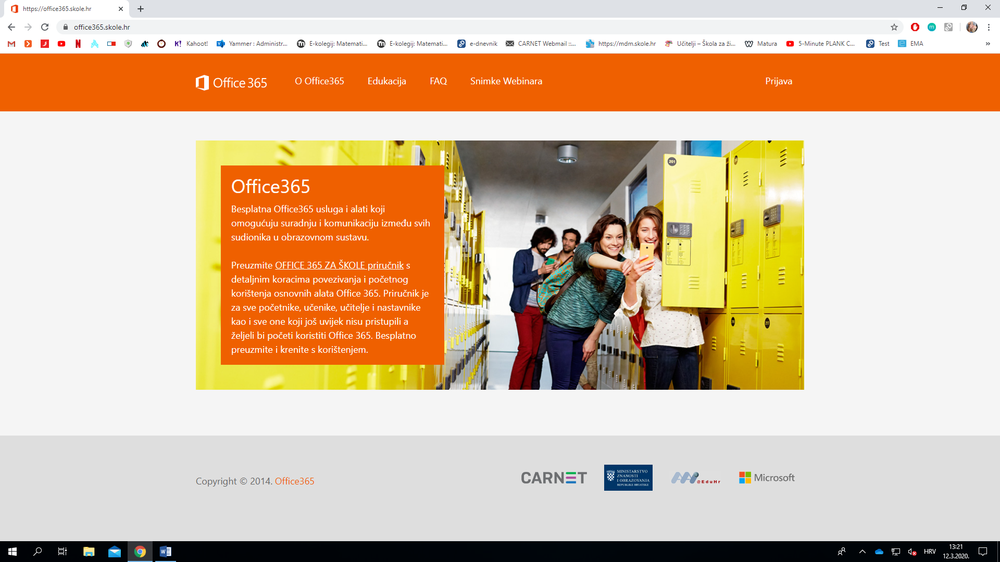 https://office365.skole.hr
office365.skole.hr
Kahoot!
Yammer : Administr...
E-kolegij: Matemati...
E-kolegij: Matemati...
e-dnevnik
CARNET Webmail ::...
https://mdm.skole.hr
Učitelji – Škola za ži...
Matura
5-Minute PLANK C...
Test
EMA
Office 365
O Office365
Edukacija
FAQ
Snimke Webinara
Prijava
Office365
Besplatna Office365 usluga i alati koji
omogućuju suradnju i komunikaciju između svih
sudionika u obrazovnom sustavu.
Preuzmite OFFICE 365 ZA ŠKOLE priručnik s
detaljnim koracima povezivanja i početnog
korištenja osnovnih alata Office 365. Priručnik je
za sve početnike, učenike, učitelje i nastavnike
kao i sve one koji još uvijek nisu pristupili a
željeli bi početi koristiti Office 365. Besplatno
preuzmite i krenite s korištenjem.
201
217
Copyright © 2014. Office365
CARNET
MINISTARSTVO
ZNANOSTI
I OBRAZOVANJA
REPUBLIKE HRVATSKE
AAI
@EduHr
Microsoft
HRV
13:21
12.3.2020.